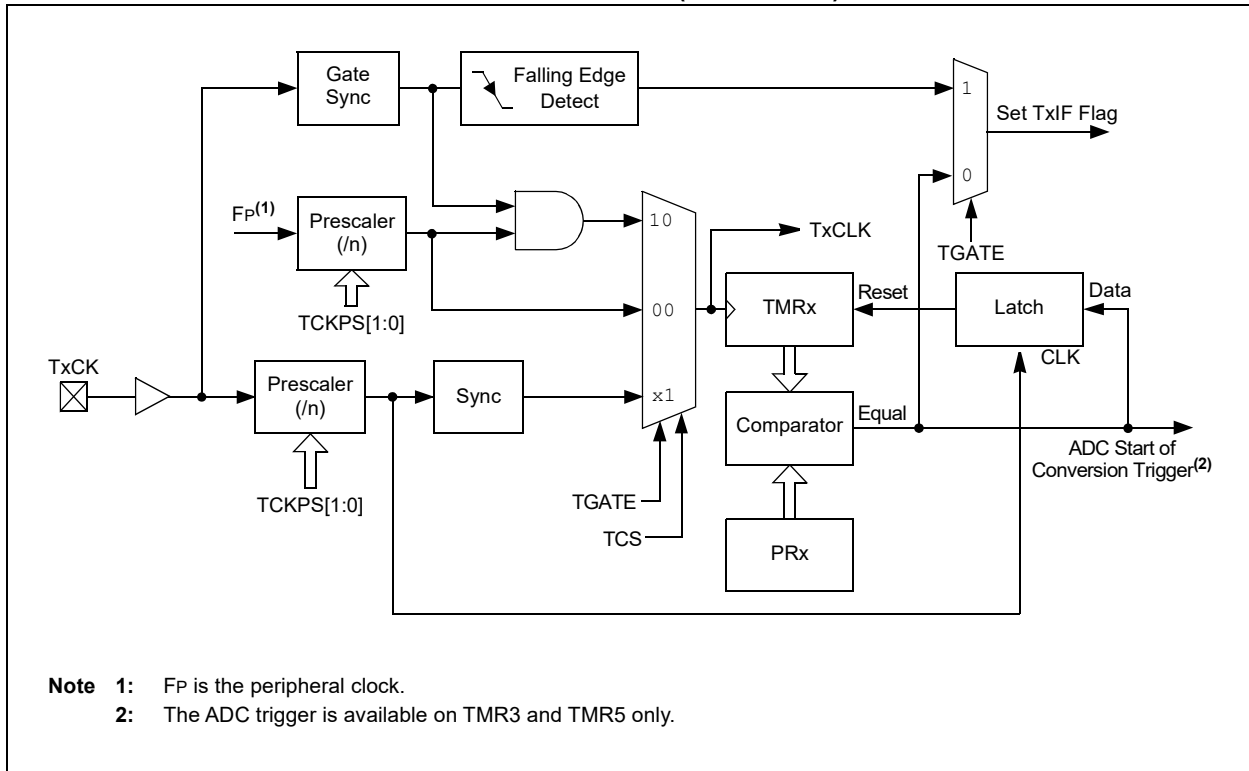 Gate
Sync
Falling Edge
Detect
1
Set TxIF Flag
0
TGATE
FP(1)
Prescaler
(/n)
TCKPS[1:0]
10
00
x1
TxCLK
TMRx
Reset
Latch
Data
CLK
TxCK
Prescaler
(/n)
TCKPS[1:0]
Sync
Comparator
Equal
ADC Start of
Conversion Trigger(2)
TGATE
TCS
PRx
Note 1: FP is the peripheral clock.
2: The ADC trigger is available on TMR3 and TMR5 only.